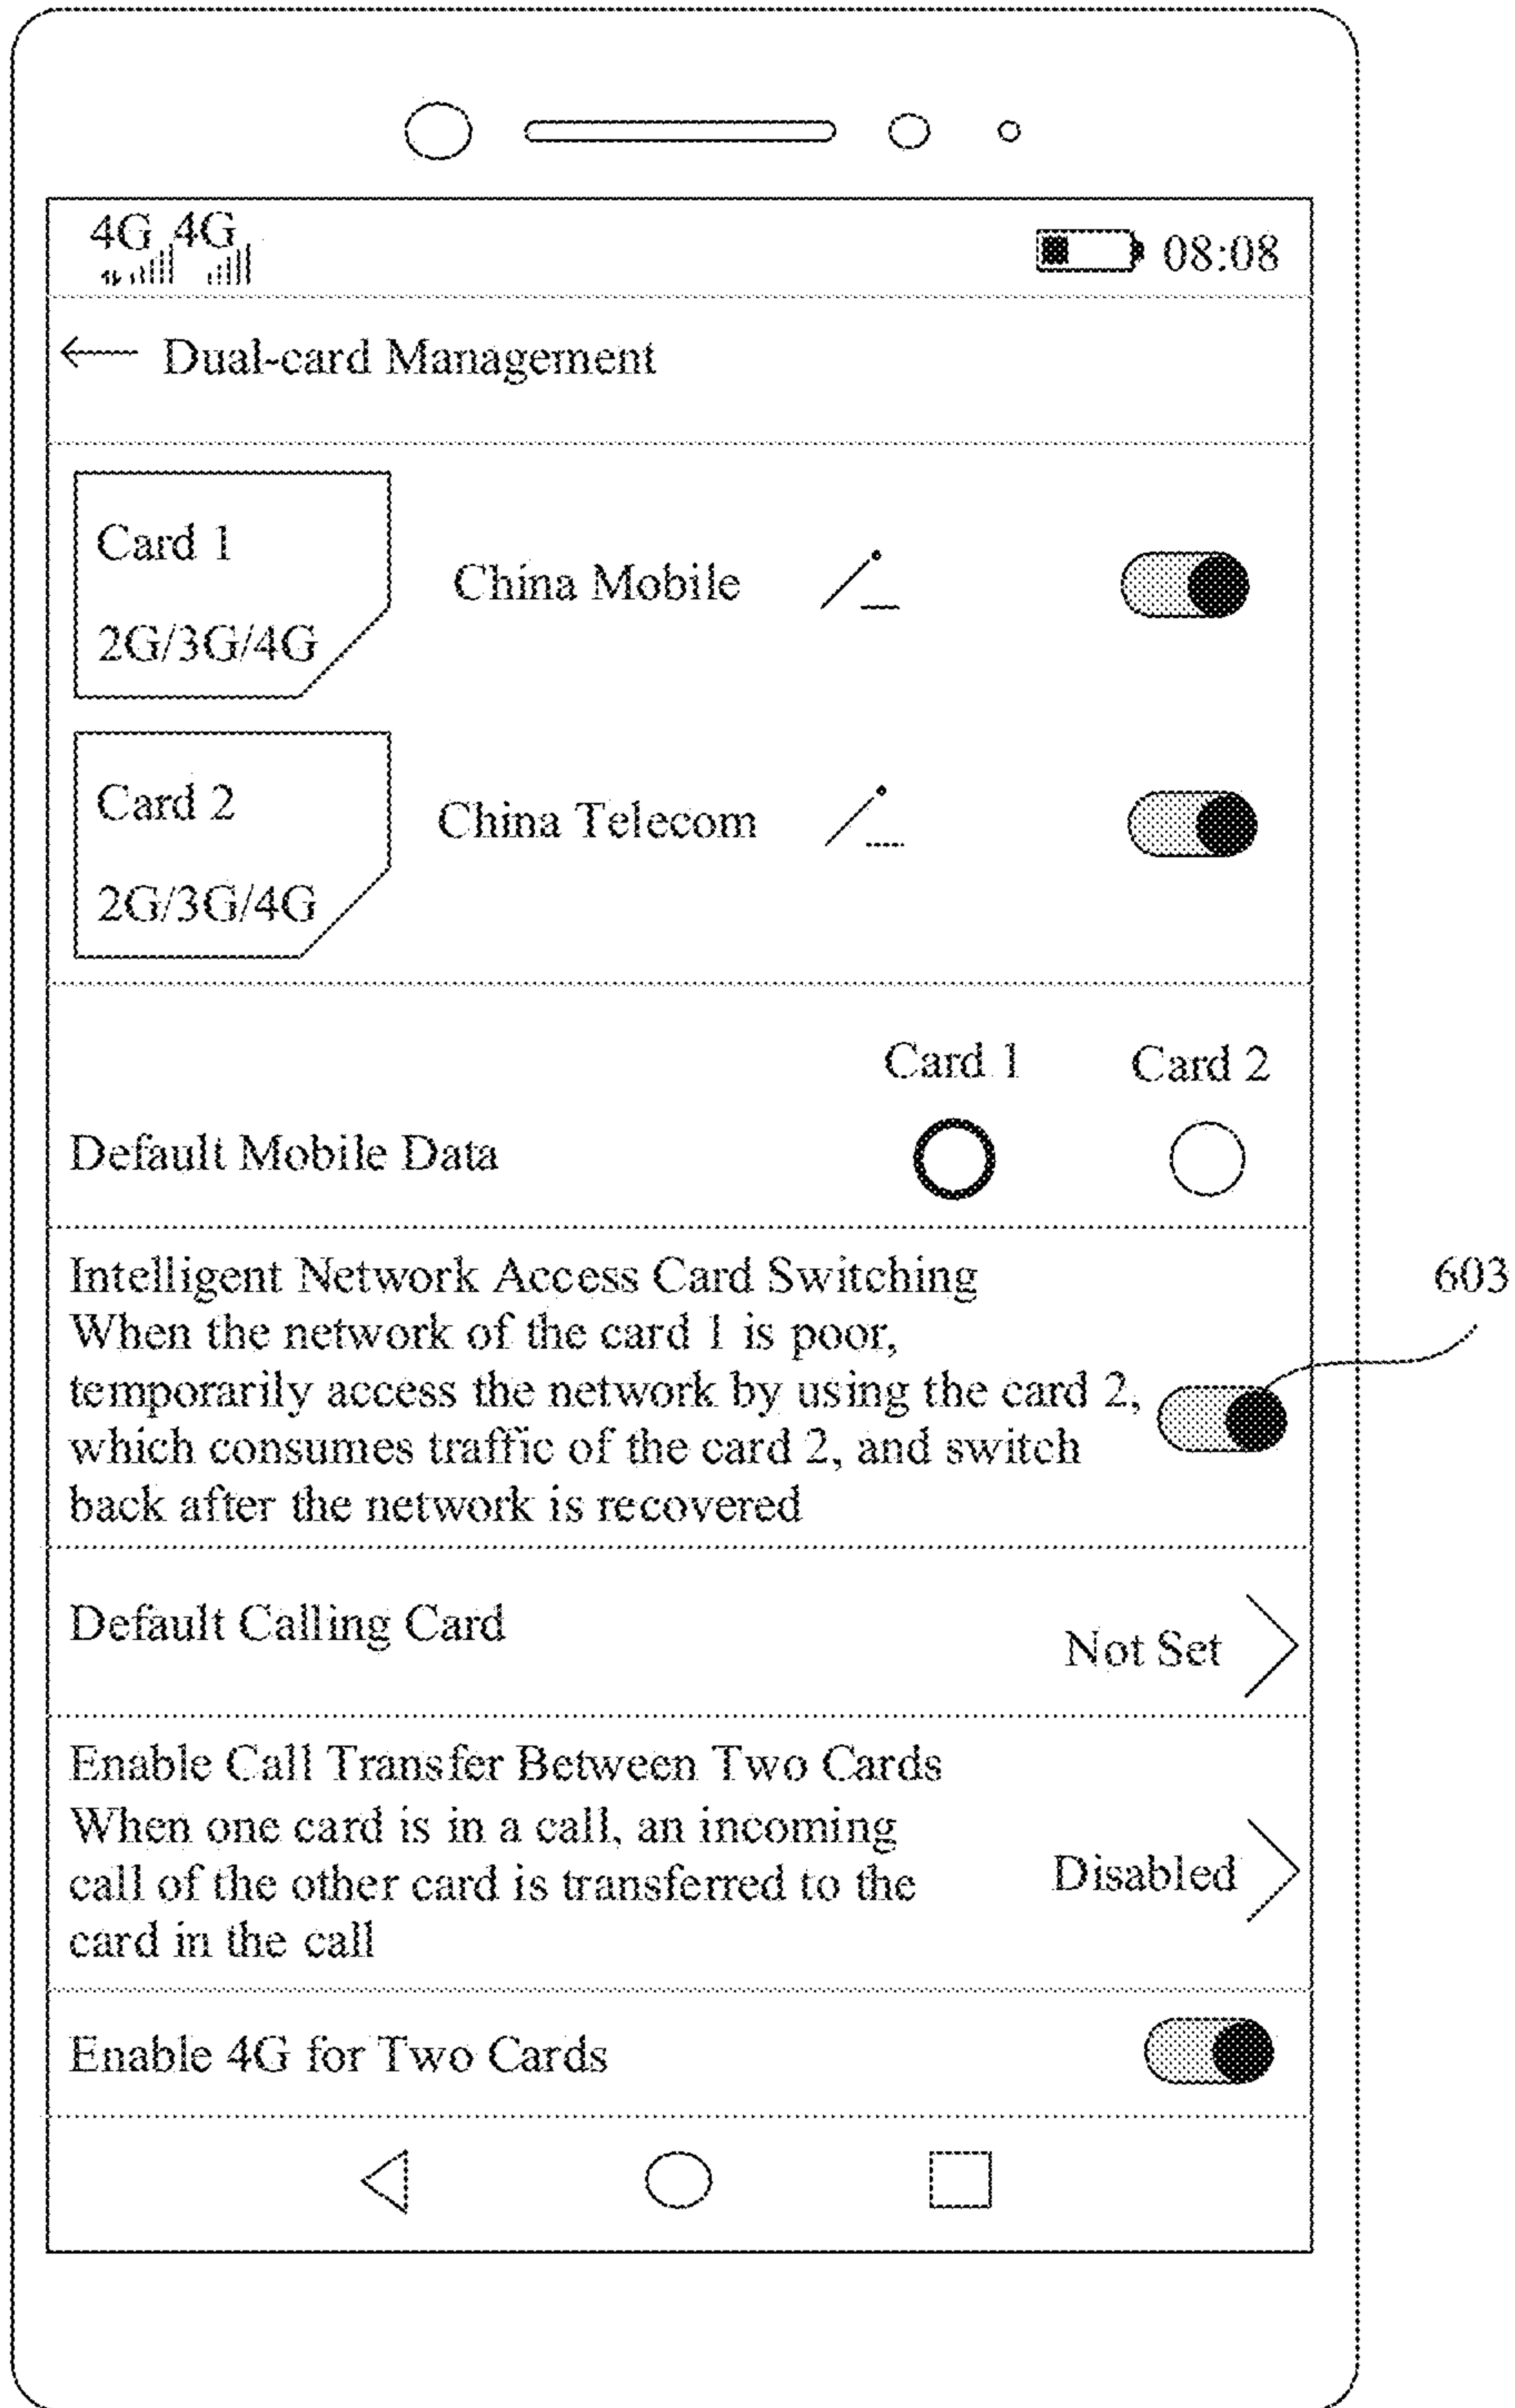 4G 4G
08:08
Dual-card Management
Card 1
2G/3G/4G
China Mobile
Card 2
2G/3G/4G
China Telecom
Card 1 Card 2
Default Mobile Data
Intelligent Network Access Card Switching
When the network of the card 1 is poor,
temporarily access the network by using the card 2,
which consumes traffic of the card 2, and switch
back after the network is recovered
603
Default Calling Card
Not Set
Enable Call Transfer Between Two Cards
When one card is in a call, an incoming
call of the other card is transferred to the
card in the call
Disabled
Enable 4G for Two Cards